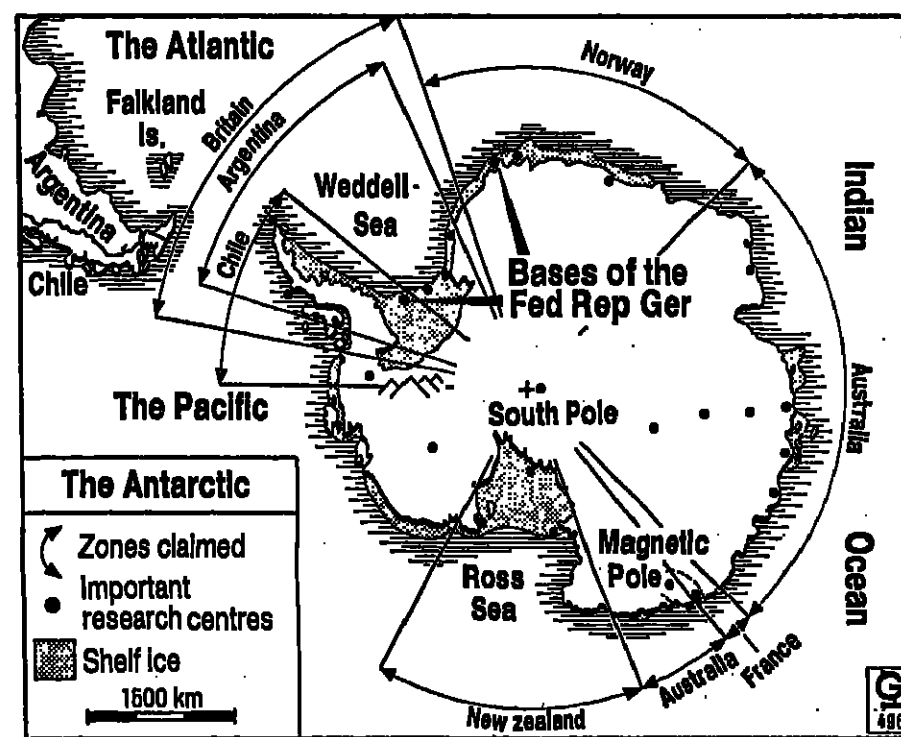 The Atlantic
Falkland
Is.
Argentina
Chile
Britain
Argentina
Chile
Weddell-
Sea
Norway
Indian
Ocean
Bases of the
Fed Rep Ger
The Pacific
South Pole
Australia
Magnetic
Pole
Ross
Sea
New zealand
Australia
France
The Antarctic
Zones claimed
Important
research centres
Shelf ice
1500 km